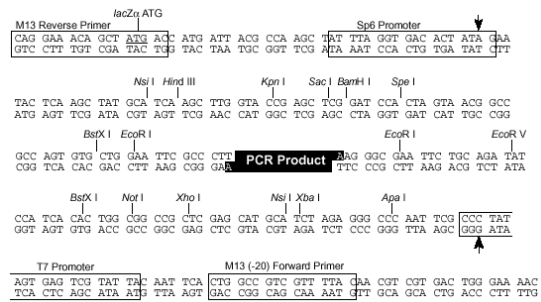 lacZα ATG
M13 Reverse Primer Sp6 Promoter
CAG GAA ACA GCT ATG ACC ATG ATT ACG CCA AGC TAT TTA GGT GAC ACT ATA GAA
GTC CTT TGT CGA TAC TGG TAC TAA TGC GGT TCG ATA AAT CCA CTG TGA TAT CTT
Nsi I Hind III Kpn I Sac I BamH I Spe I
TAC TCA AGC TAT GCA TCA AGC TTG GTA CCG AGC TCG GAT CCA CTA GTA ACG GCC
ATG AGT TCG ATA CGT AGT TCG AAC CAT GGC TCG AGC CTA GGT GAT CAT TGC CGG
BstX I EcoR I EcoR I EcoR V
GCC AGT GTG CTG GAA TTC GCC CTT PCR Product AAG GGC GAA TTC TGC AGA TAT
CGG TCA CAC GAC CTT AAG CGG GAA TTC CCG CTT AAG ACG TCT ATA
BstX I Not I Xho I Nsi I Xba I Apa I
CCA TCA CAC TGG CGG CCG CTC GAG CAT GCA TCT AGA GGG CCC AAT TCG CCC TAT
GGT AGT GTG ACC GCC GGC GAG CTC GTA CGT AGA TCT CCC GGG TTA AGC GGG ATA
T7 Promoter M13 (-20) Forward Primer
AGT GAG TCG TAT TAC AAT TCA CTG GCC GTC GTT TTA CAA CGT CGT GAC TGG GAA AAC
TCA CTC AGC ATA ATG TTA AGT GAC CGG CAG CAA AAT GTT GCA GCA CTG ACC CTT TTG